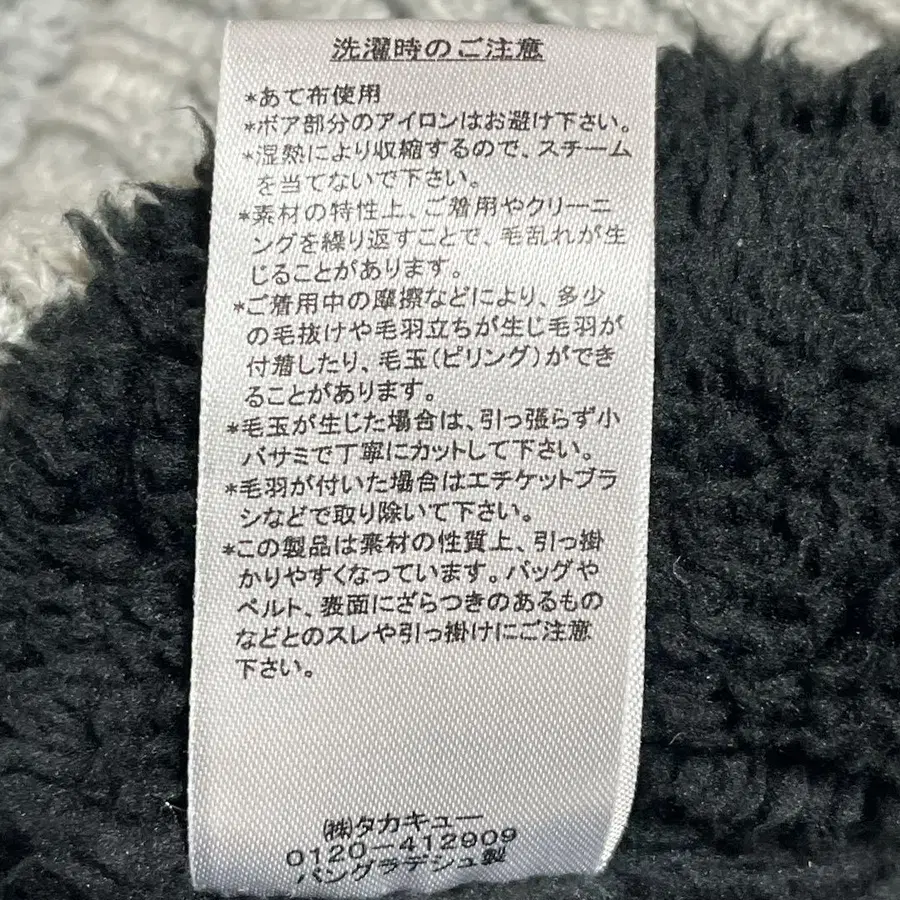 洗濯時のご注意
*あて布使用
*ボア部分のアイロンはお避け下さい。
*湿熱により収縮するので、スチーム
を当てないで下さい。
*素材の特性上、ご着用やクリーニ
ングを繰り返すことで、毛乱れが生
じることがあります。
*ご着用中の摩擦などにより、多少
の毛抜けや毛羽立ちが生じ毛羽が
付着したり、毛玉(ピリング)ができ
ることがあります。
*毛玉が生じた場合は、引っ張らず小
バサミで丁寧にカットして下さい。
*毛羽が付いた場合はエチケットブラ
シなどで取り除いて下さい。
*この製品は素材の性質上、引っ掛
かりやすくなっています。バッグや
ベルト、表面にざらつきのあるもの
などとのスレや引っ掛けにご注意
下さい。
㈱タカキュー
0120-412909
バングラデシュ製